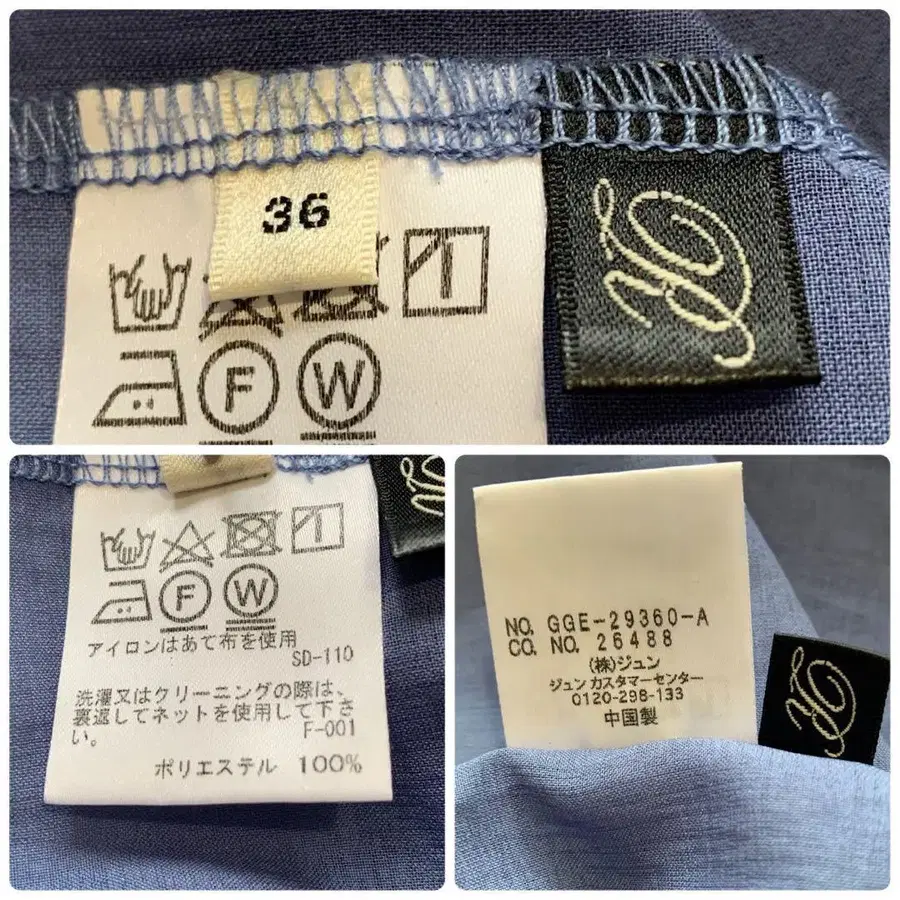 36
F W
F W
アイロンはあて布を使用
SD-110
洗濯又はクリーニングの際は、
裏返してネットを使用して下さ
い。
F-001
ポリエステル 100%
NO. GGE-29360-A
CO. NO. 26488
(株)ジュン
ジュン カスタマーセンター
0120-298-133
中国製